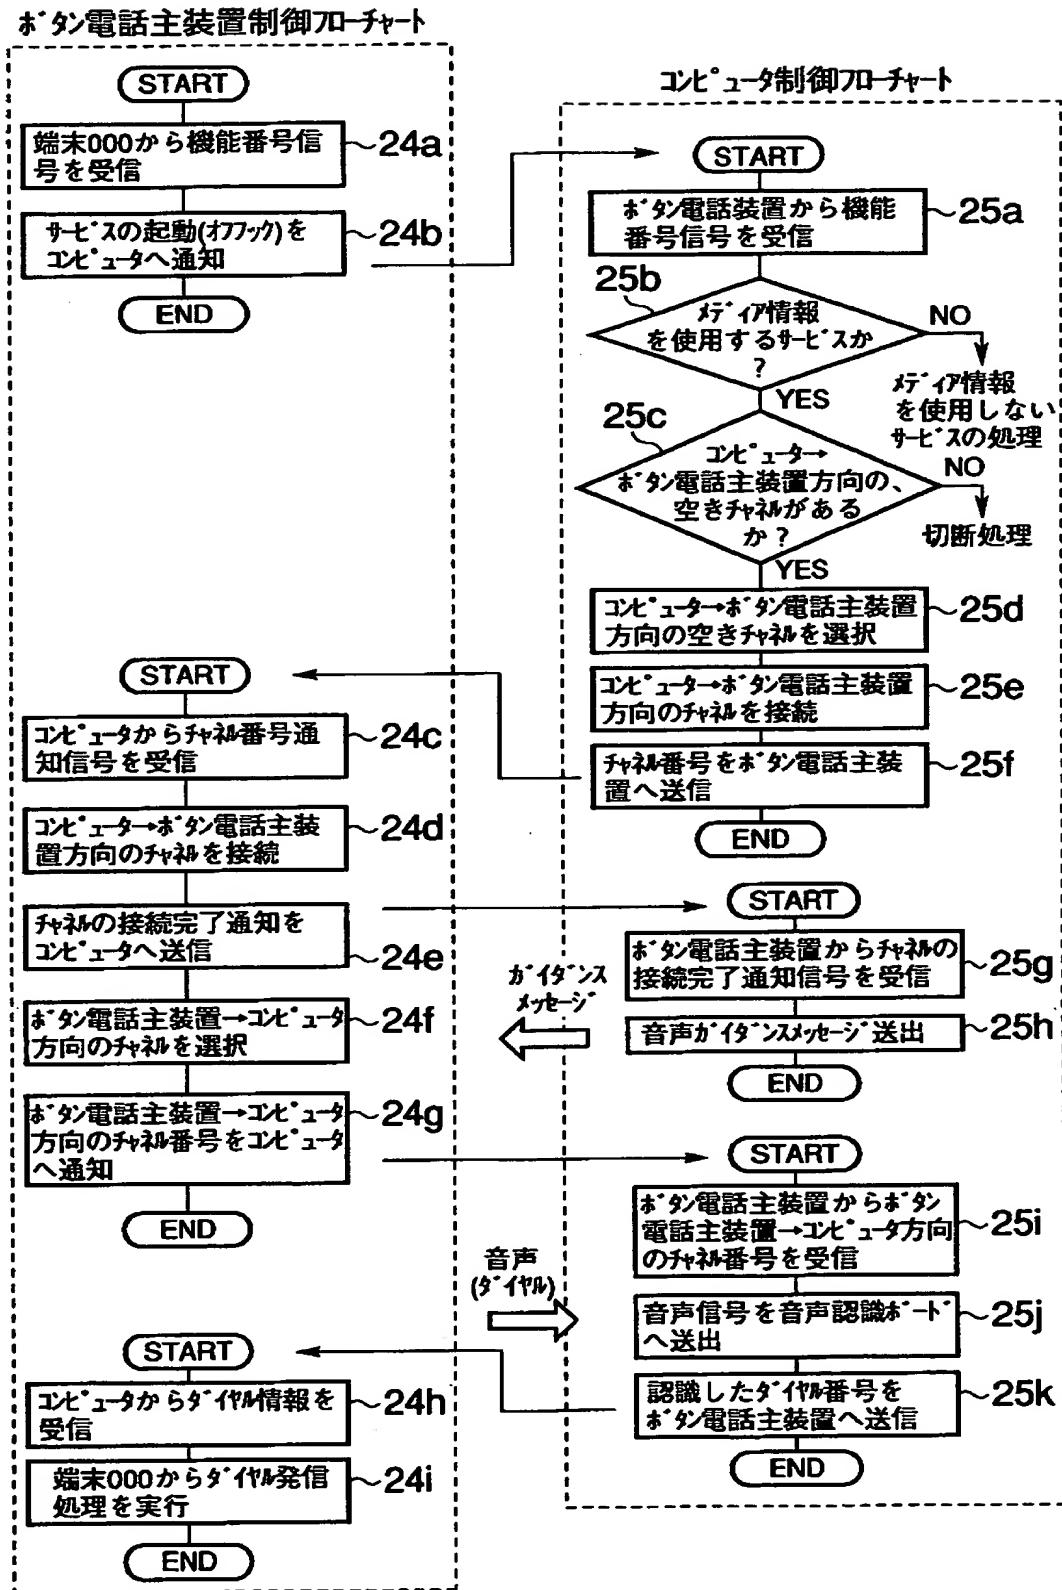 ボタン電話主装置制御フローチャート
START
端末000から機能番号信
号を受信
24a
サービスの起動(オフフック)を
コンピュータへ通知
24b
END
コンピュータ制御フローチャート
START
ボタン電話装置から機能
番号信号を受信
25a
25b
メディア情報
を使用するサービスか
?
NO
メディア情報
を使用しない
サービスの処理
YES
25c
コンピューター→
ボタン電話主装置方向の、
空きチャネルがある
か?
NO
切断処理
YES
コンピューター→ボタン電話主装置
方向の空きチャネルを選択
25d
コンピューター→ボタン電話主装置
方向のチャネルを接続
25e
チャネル番号をボタン電話主装
置へ送信
25f
END
START
コンピュータからチャネル番号通
知信号を受信
24c
コンピューター→ボタン電話主装
置方向のチャネルを接続
24d
チャネルの接続完了通知を
コンピュータへ送信
24e
ボタン電話主装置→コンピュータ
方向のチャネルを選択
24f
ボタン電話主装置→コンピュータ
方向のチャネル番号をコンピュータ
へ通知
24g
END
START
ボタン電話主装置からチャネルの
接続完了通知信号を受信
25g
ガイダンス
メッセージ
音声ガイダンスメッセージ送出
25h
END
START
ボタン電話主装置からボタン
電話主装置→コンピュータ方向
のチャネル番号を受信
25i
音声
(ダイヤル)
音声信号を音声認識ボード
へ送出
25j
認識したダイヤル番号を
ボタン電話主装置へ送信
25k
END
START
コンピュータからダイヤル情報を
受信
24h
端末000からダイヤル発信
処理を実行
24i
END